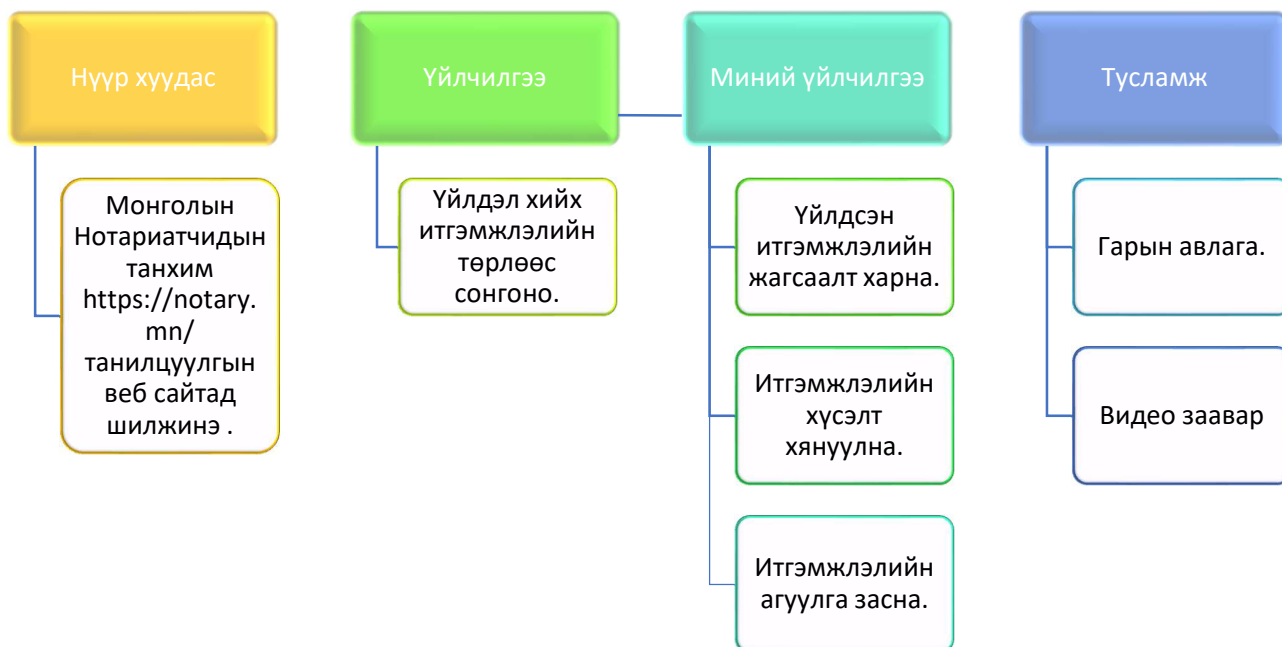 Нүүр хуудас
Монголын
Нотариатчидын
танхим
https://notary.
mn/
танилцуулгын
веб сайтад
шилжинэ .
Үйлчилгээ
Үйлдэл хийх
итгэмжлэлийн
төрлөөс
сонгоно.
Миний үйлчилгээ
Үйлдсэн
итгэмжлэлийн
жагсаалт харна.
Итгэмжлэлийн
хүсэлт
хянуулна.
Итгэмжлэлийн
агуулга засна.
Тусламж
Гарын авлага.
Видео заавар